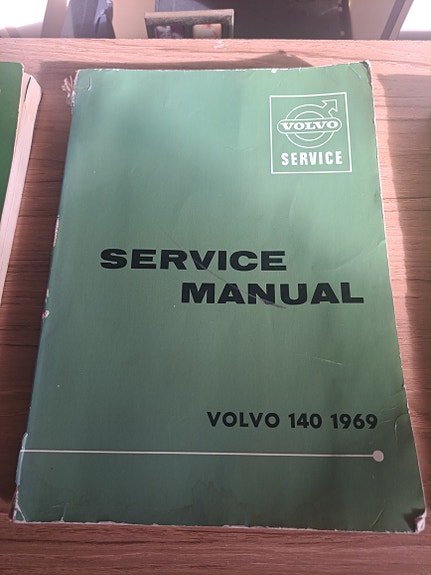 VOLVO
SERVICE
SERVICE
MANUAL
VOLVO 140 1969